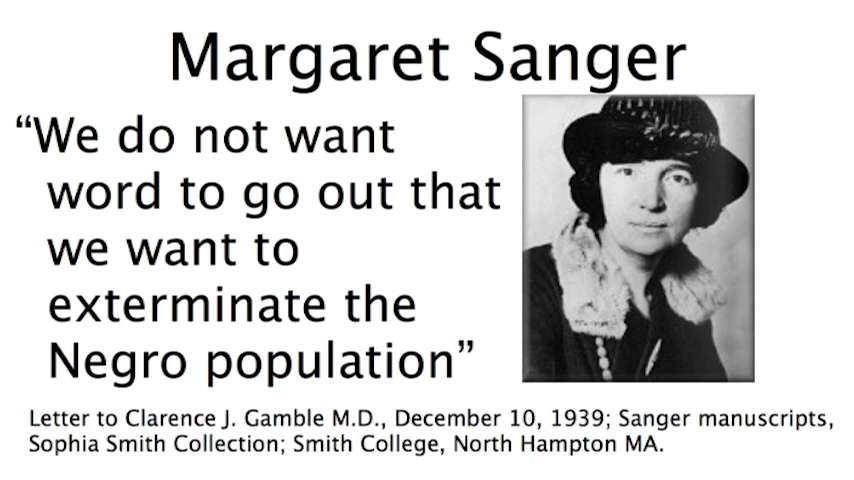 Margaret Sanger
“We do not want
word to go out that
we want to
exterminate the
Negro population”
Letter to Clarence J. Gamble M.D., December 10, 1939; Sanger manuscripts,
Sophia Smith Collection; Smith College, North Hampton MA.